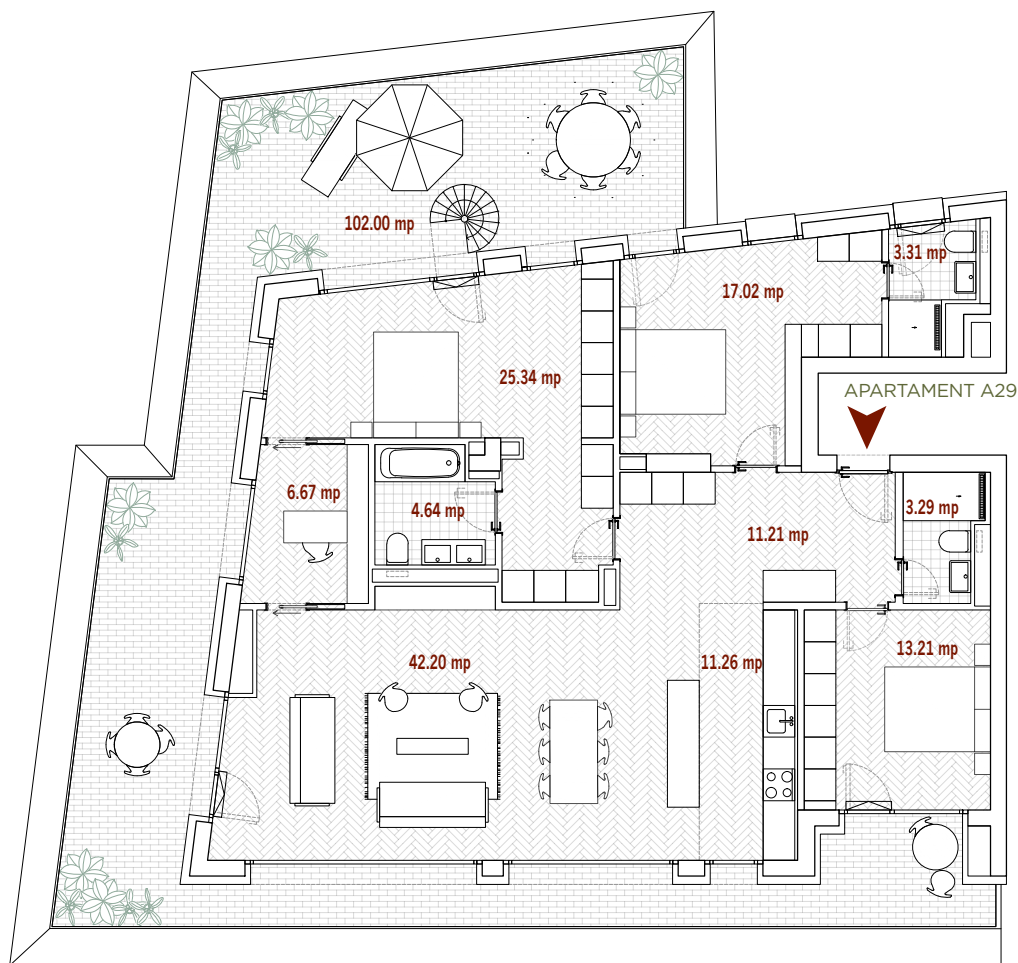 102.00 mp
3.31 mp
17.02 mp
25.34 mp
APARTAMENT A29
6.67 mp
4.64 mp
3.29 mp
11.21 mp
42.20 mp
11.26 mp
13.21 mp